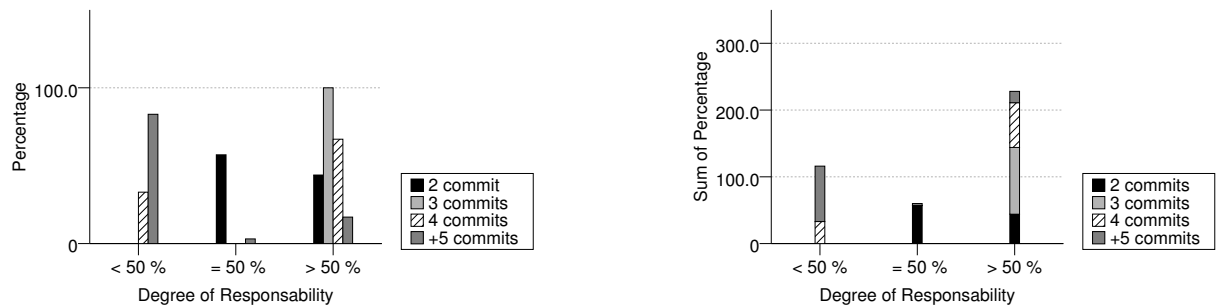 Percentage
100.0
0
< 50 %
= 50 %
> 50 %
Degree of Responsability
2 commit
3 commits
4 commits
+5 commits
Sum of Percentage
300.0
200.0
100.0
0
< 50 %
= 50 %
> 50 %
Degree of Responsability
2 commits
3 commits
4 commits
+5 commits